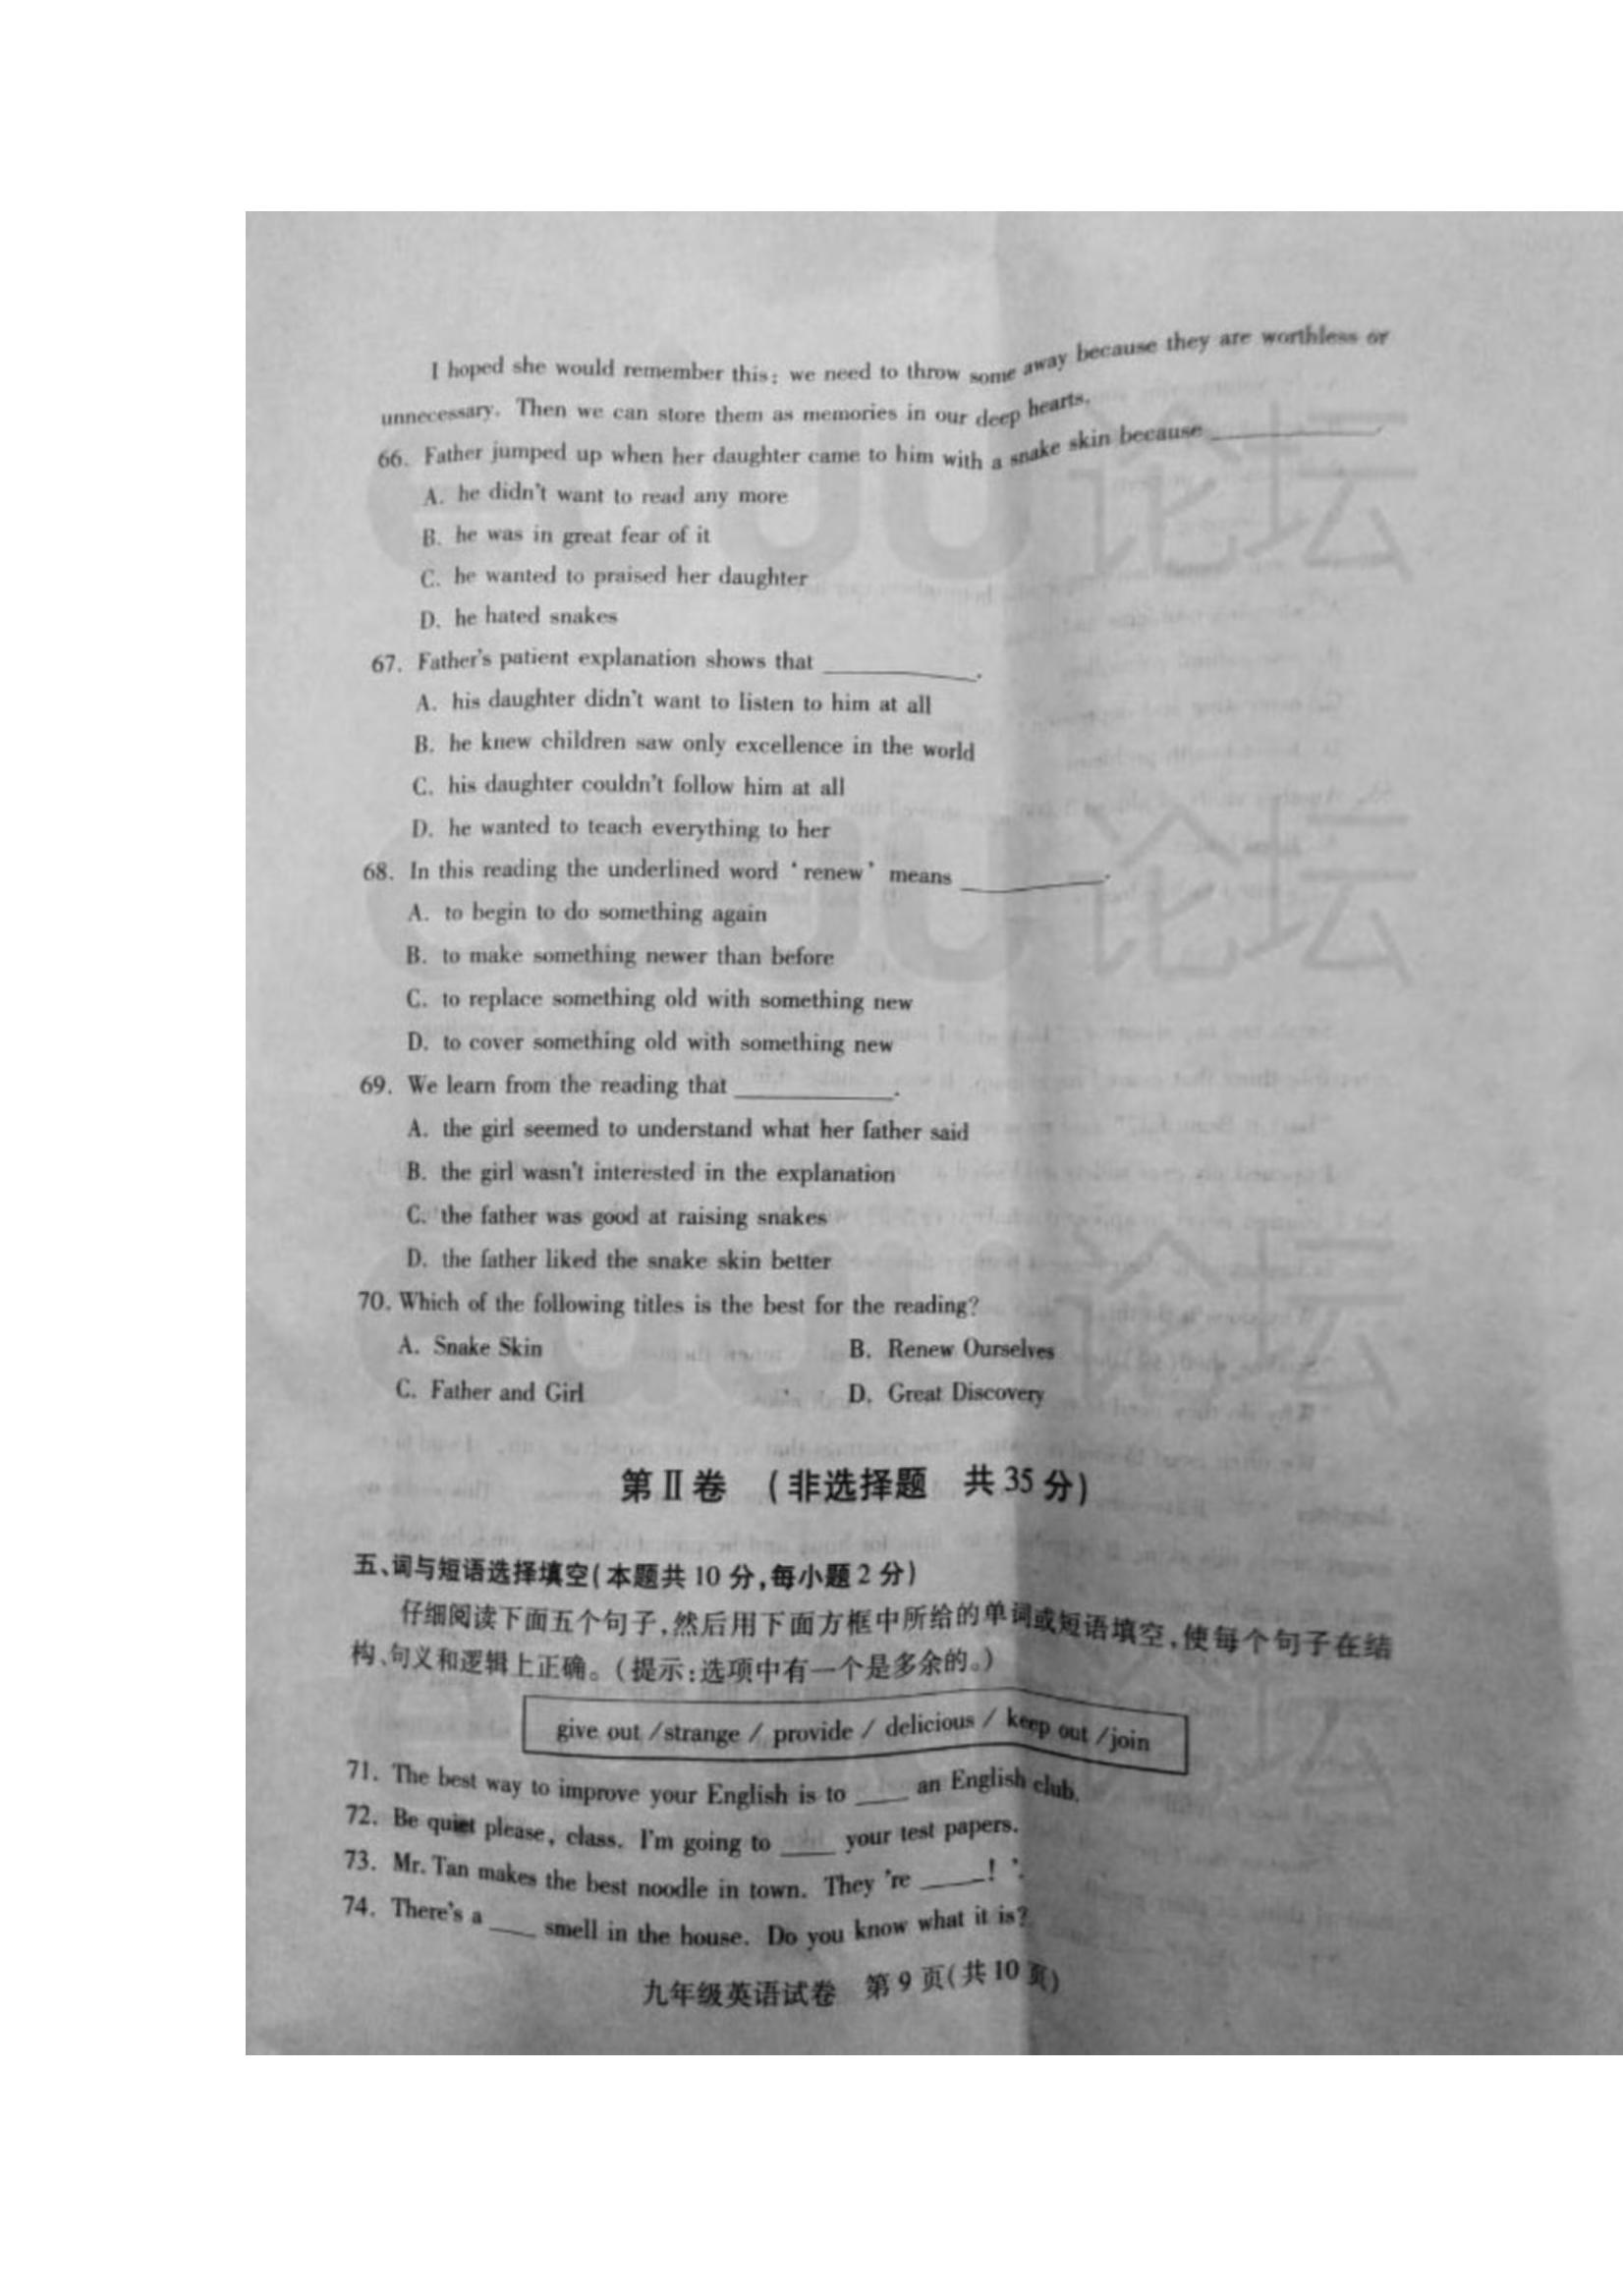 I hoped she would remember this: we need to throw some away because they are worthless or
unnecessary. Then we can store them as memories in our deep hearts.
66. Father jumped up when her daughter came to him with a snake skin because ________.
A. he didn't want to read any more
B. he was in great fear of it
C. he wanted to praised her daughter
D. he hated snakes
67. Father's patient explanation shows that ________.
A. his daughter didn't want to listen to him at all
B. he knew children saw only excellence in the world
C. his daughter couldn't follow him at all
D. he wanted to teach everything to her
68. In this reading the underlined word 'renew' means ________.
A. to begin to do something again
B. to make something newer than before
C. to replace something old with something new
D. to cover something old with something new
69. We learn from the reading that ________.
A. the girl seemed to understand what her father said
B. the girl wasn't interested in the explanation
C. the father was good at raising snakes
D. the father liked the snake skin better
70. Which of the following titles is the best for the reading?
A. Snake Skin B. Renew Ourselves
C. Father and Girl D. Great Discovery
第Ⅱ卷 (非选择题 共35分)
五、词与短语选择填空(本题共10分,每小题2分)
仔细阅读下面五个句子,然后用下面方框中所给的单词或短语填空,使每个句子在结
构、句义和逻辑上正确。(提示:选项中有一个是多余的。)
give out /strange / provide / delicious / keep out /join
71. The best way to improve your English is to ____ an English club.
72. Be quiet please, class. I'm going to ____ your test papers.
73. Mr. Tan makes the best noodle in town. They 're ____!
74. There's a ____ smell in the house. Do you know what it is?
九年级英语试卷 第9页(共10页)